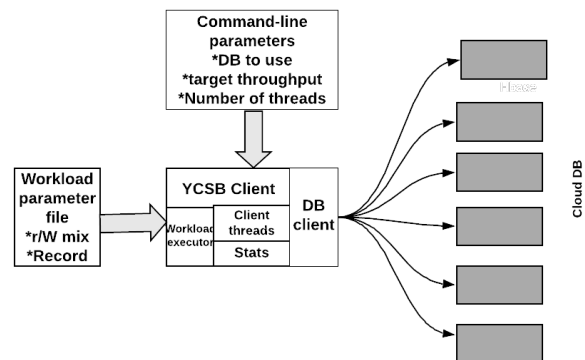 Command-line
parameters
*DB to use
*target throughput
*Number of threads
Workload
parameter
file
*r/W mix
*Record
YCSB Client
Workload
executor
Client
threads
Stats
DB
client
Cloud DB